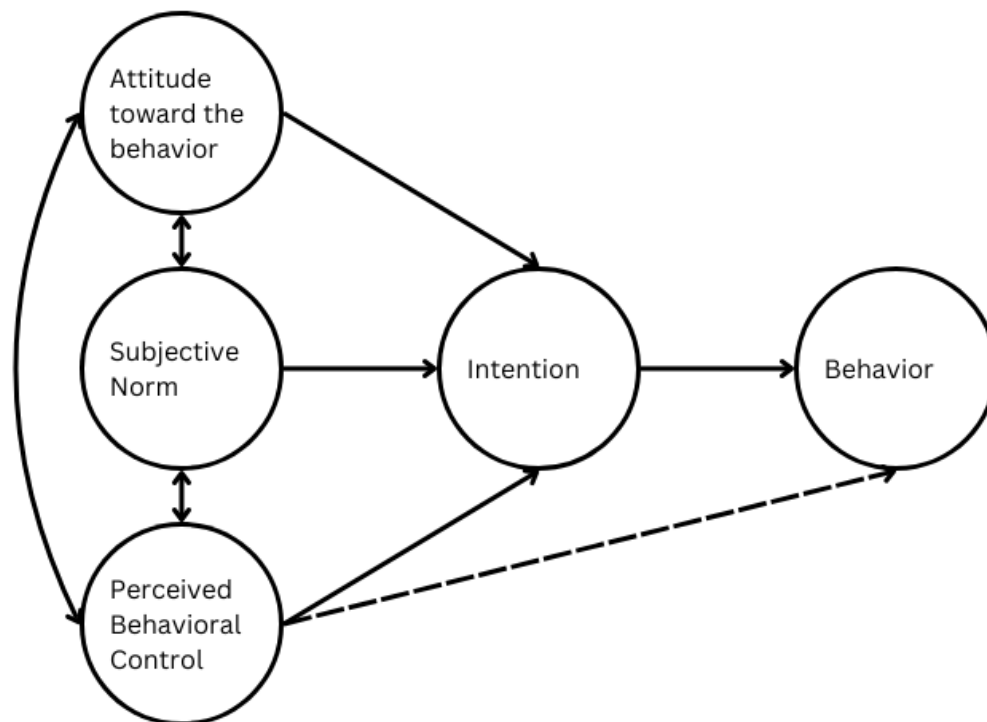 Attitude
toward the
behavior
Subjective
Norm
Intention
Behavior
Perceived
Behavioral
Control